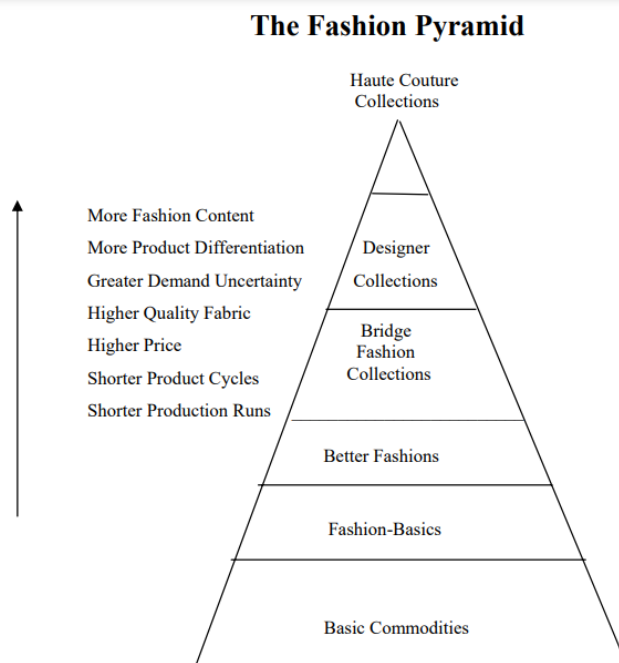 The Fashion Pyramid
Haute Couture
Collections
More Fashion Content
More Product Differentiation
Greater Demand Uncertainty
Higher Quality Fabric
Higher Price
Shorter Product Cycles
Shorter Production Runs
Designer
Collections
Bridge
Fashion
Collections
Better Fashions
Fashion-Basics
Basic Commodities